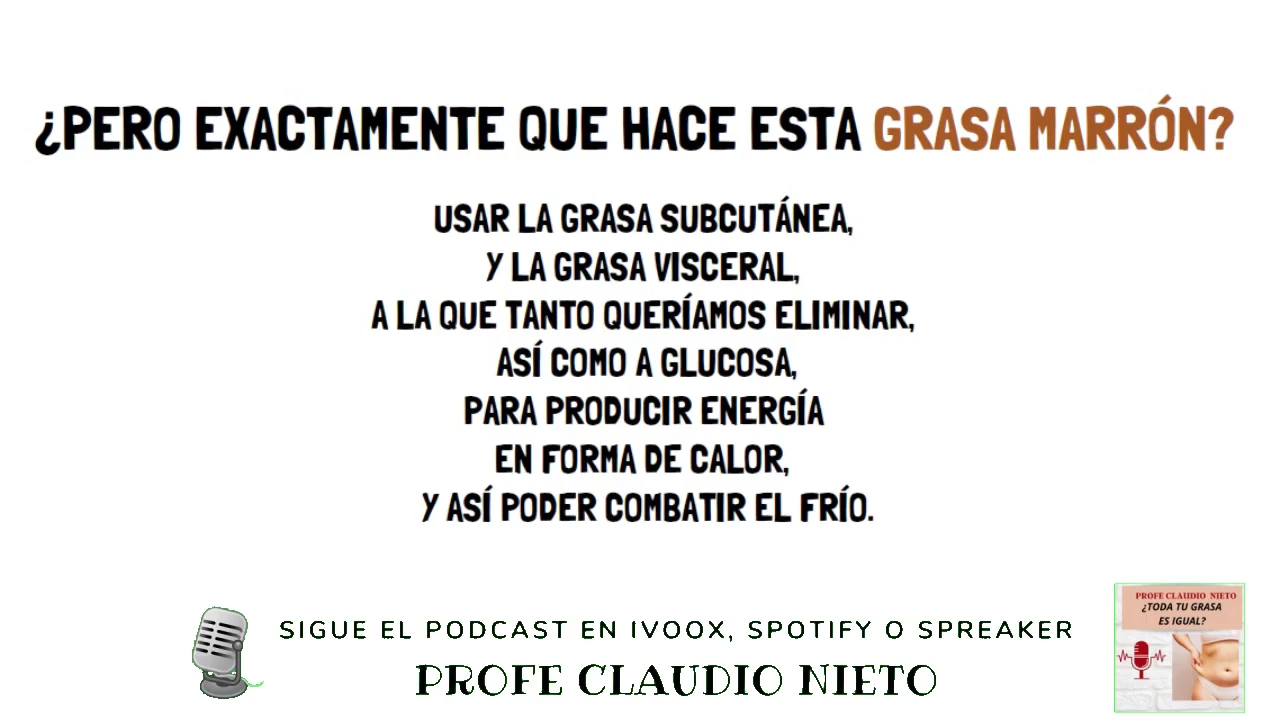 ¿PERO EXACTAMENTE QUE HACE ESTA GRASA MARRÓN?
USAR LA GRASA SUBCUTÁNEA,
Y LA GRASA VISCERAL,
A LA QUE TANTO QUERÍAMOS ELIMINAR,
ASÍ COMO A GLUCOSA,
PARA PRODUCIR ENERGÍA
EN FORMA DE CALOR,
Y ASÍ PODER COMBATIR EL FRÍO.
SIGUE EL PODCAST EN IVOOX, SPOTIFY O SPREAKER
PROFE CLAUDIO NIETO
PROFE CLAUDIO NIETO
¿TODA TU GRASA
ES IGUAL?